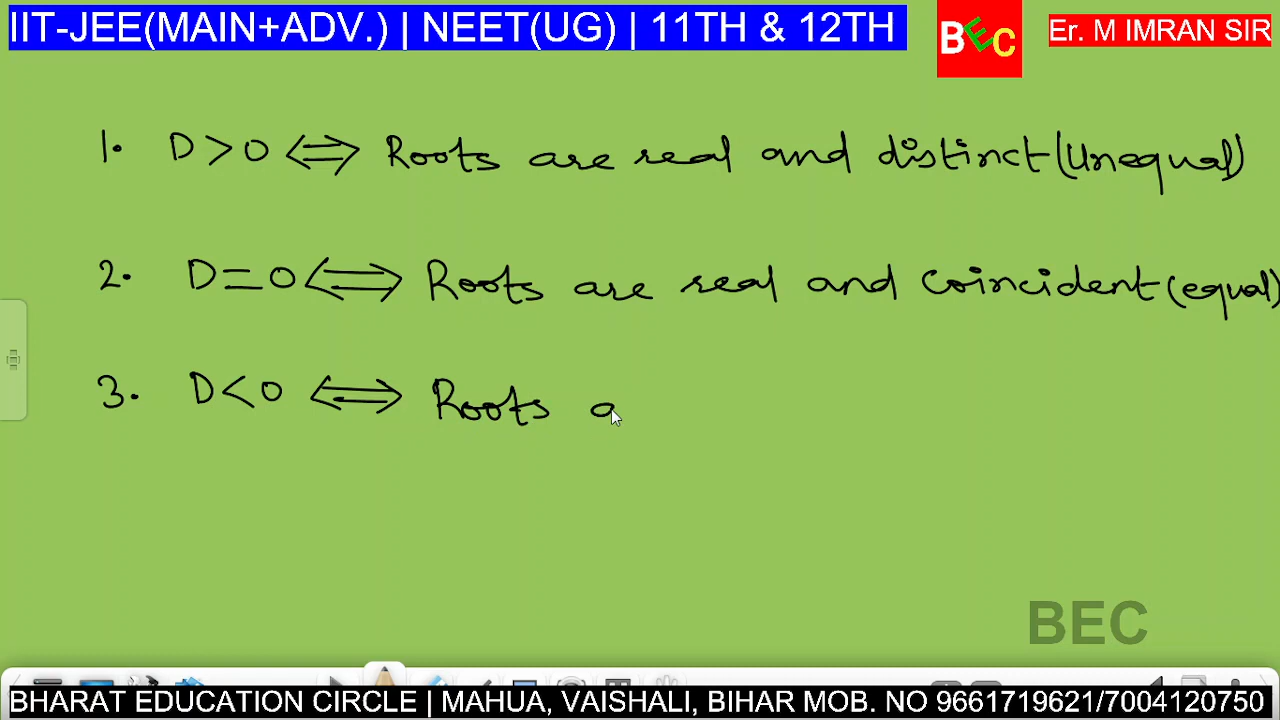 IIT-JEE(MAIN+ADV.) | NEET(UG) | 11TH & 12TH
BEC
Er. M IMRAN SIR
1. D>0 ⟺ Roots are real and distinct(Unequal)
2. D=0 ⟺ Roots are real and coincident(equal)
3. D<0 ⟺ Roots a
BEC
BHARAT EDUCATION CIRCLE | MAHUA, VAISHALI, BIHAR MOB. NO 9661719621/7004120750